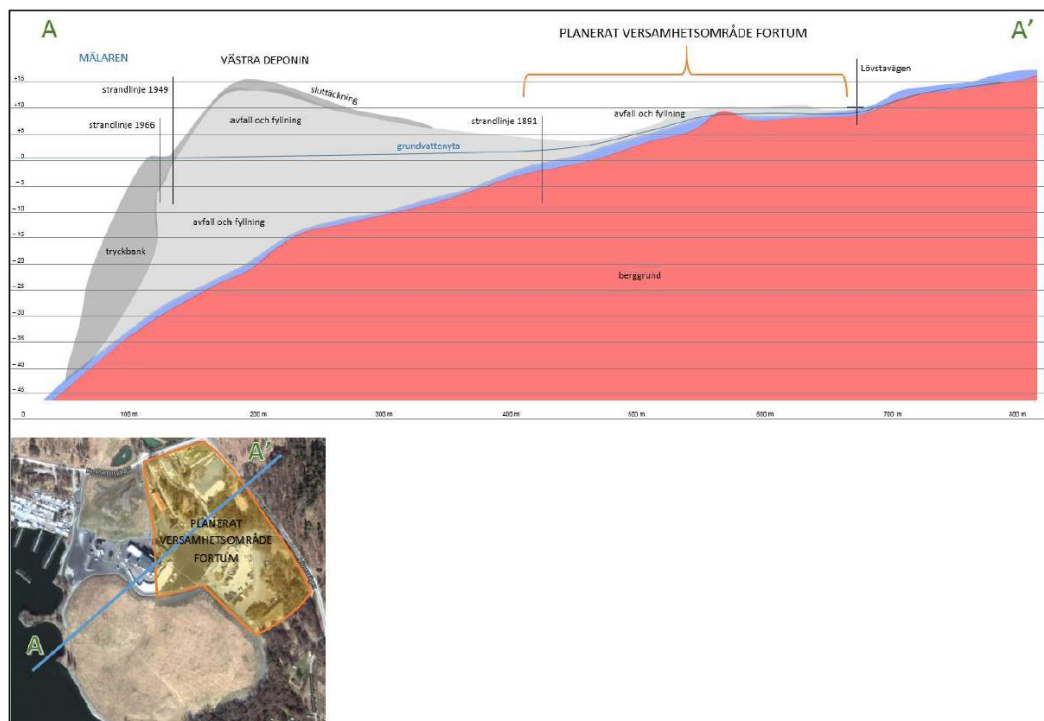 A
A'
PLANERAT VERSAMHETSOMRÅDE FORTUM
MÄLAREN
VÄSTRA DEPONIN
Lövstavägen
+15
strandlinje 1949
sluttäckning
+10
strandlinje 1966
avfall och fyllning
strandlinje 1891
avfall och fyllning
+5
grundvattenyta
0
-5
-10
avfall och fyllning
-15
tryckbank
-20
berggrund
-25
-30
-35
-40
-45
0 100 m 200 m 300 m 400 m 500 m 600 m 700 m 800 m
A'
PLANERAT
VERSAMHETSOMRÅDE
FORTUM
A